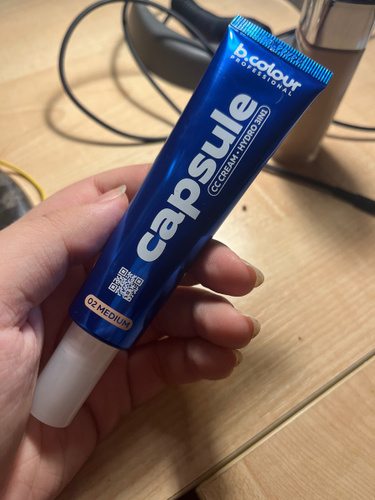 b.colour
PROFESSIONAL
capsule
CC CREAM • HYDRO 3IN1
02 MEDIUM